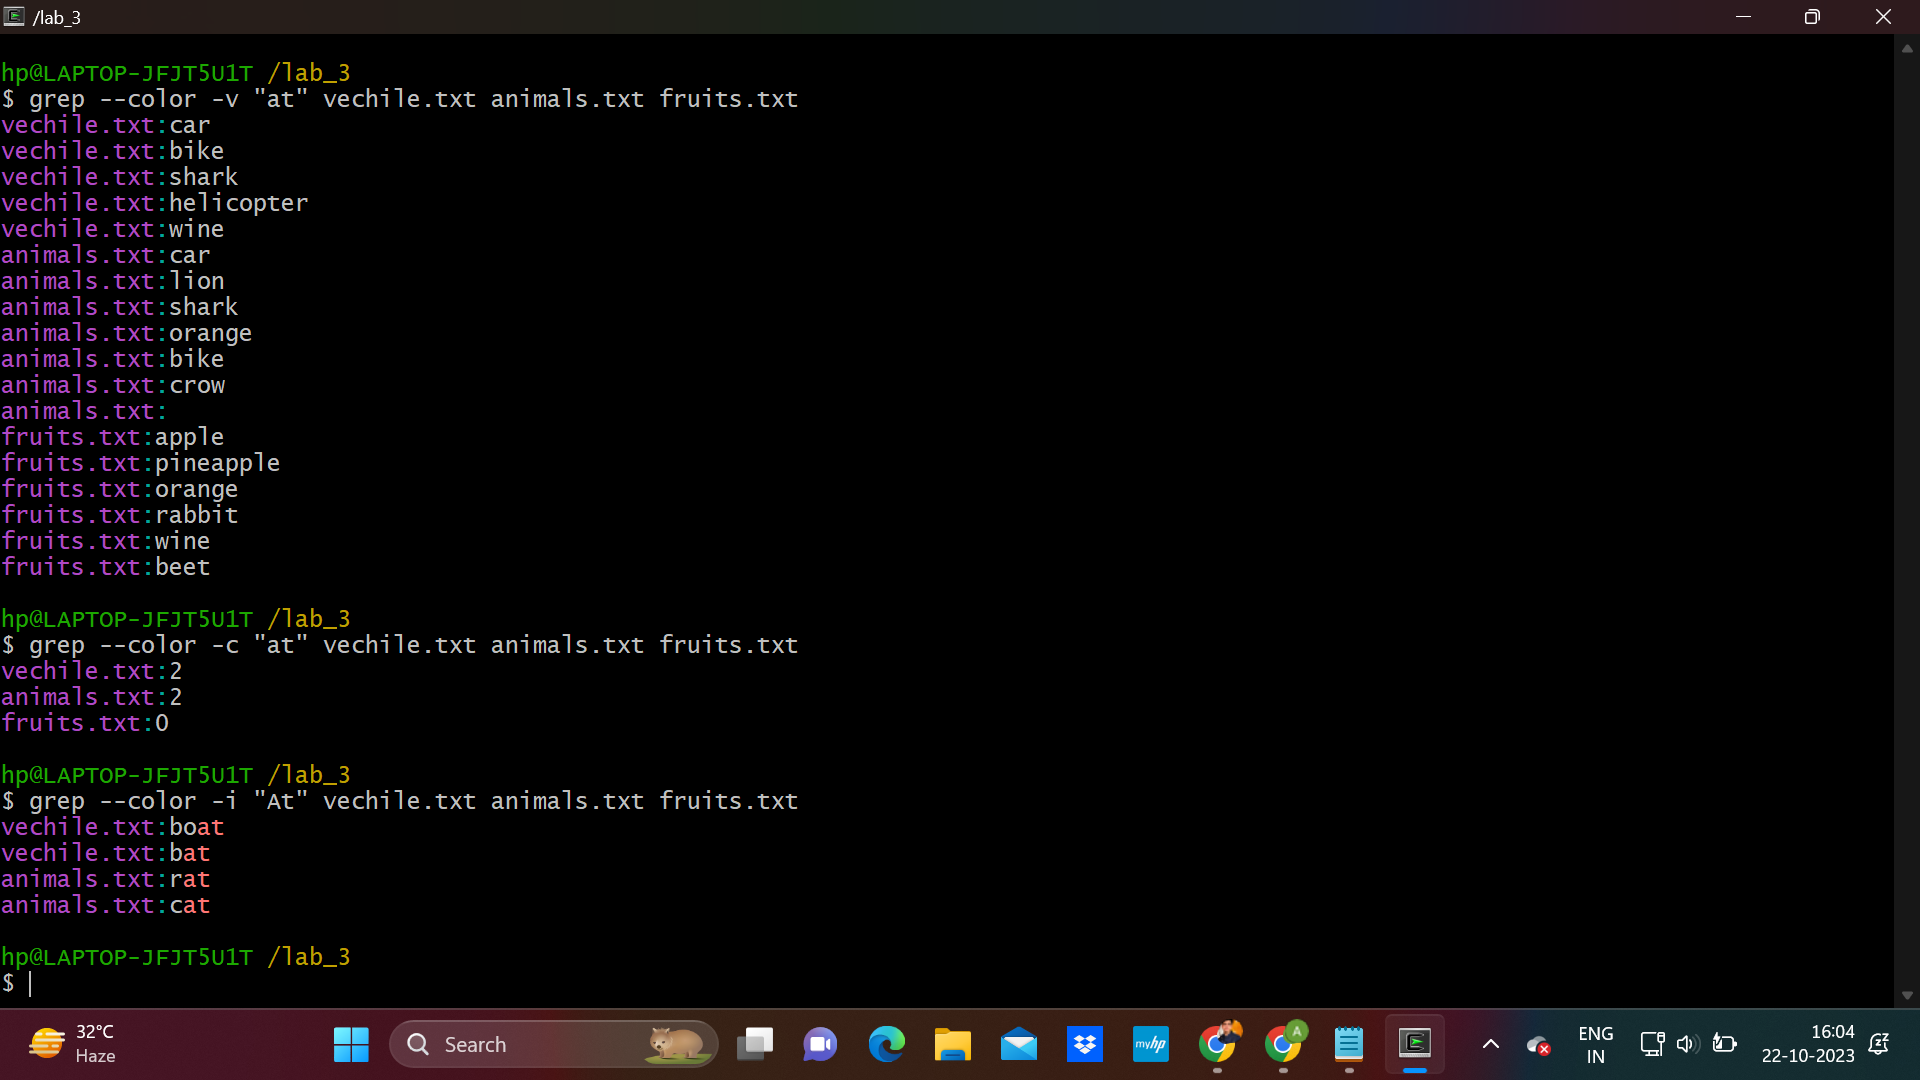 /lab_3
hp@LAPTOP-JFJT5U1T /lab_3
$ grep --color -v "at" vechile.txt animals.txt fruits.txt
vechile.txt:car
vechile.txt:bike
vechile.txt:shark
vechile.txt:helicopter
vechile.txt:wine
animals.txt:car
animals.txt:lion
animals.txt:shark
animals.txt:orange
animals.txt:bike
animals.txt:crow
animals.txt:
fruits.txt:apple
fruits.txt:pineapple
fruits.txt:orange
fruits.txt:rabbit
fruits.txt:wine
fruits.txt:beet
hp@LAPTOP-JFJT5U1T /lab_3
$ grep --color -c "at" vechile.txt animals.txt fruits.txt
vechile.txt:2
animals.txt:2
fruits.txt:0
hp@LAPTOP-JFJT5U1T /lab_3
$ grep --color -i "At" vechile.txt animals.txt fruits.txt
vechile.txt:boat
vechile.txt:bat
animals.txt:rat
animals.txt:cat
hp@LAPTOP-JFJT5U1T /lab_3
$
32°C
Haze
Search
myhp
A
ENG
IN
16:04
22-10-2023